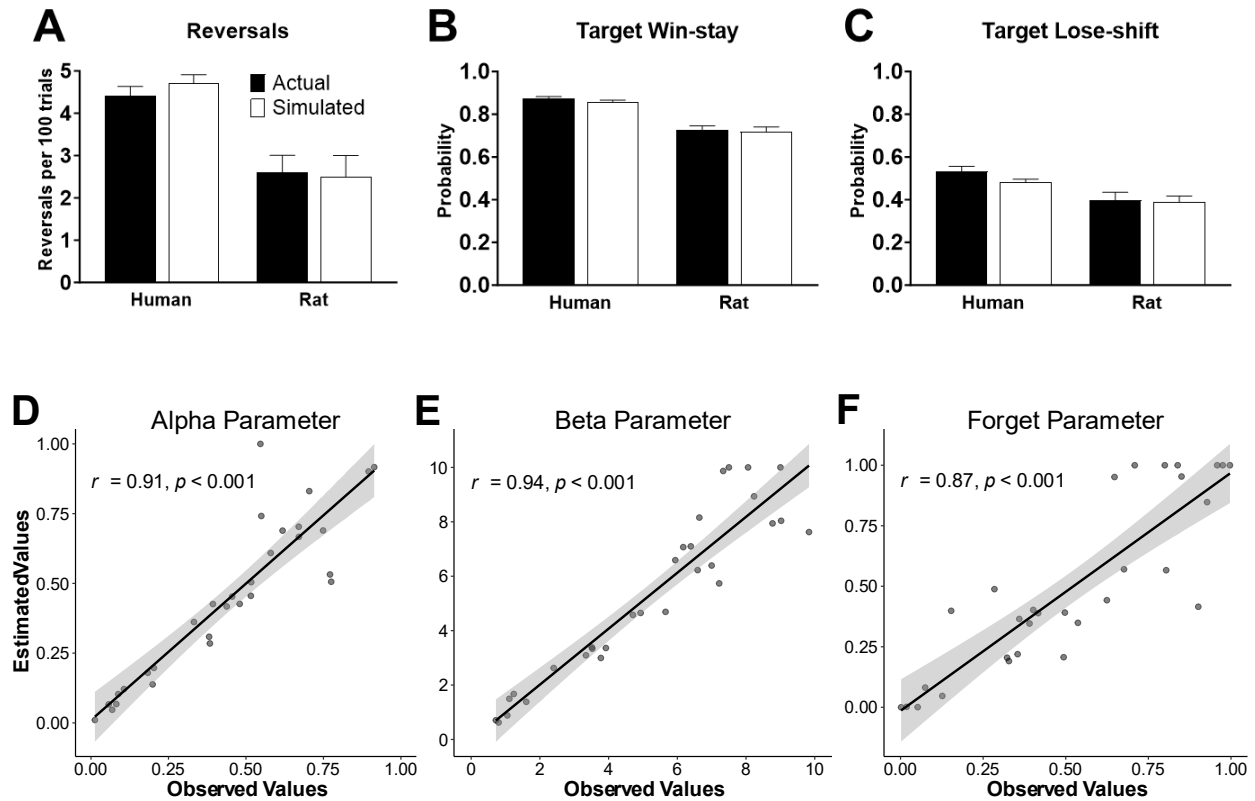 A
Reversals
Reversals per 100 trials
5
4
3
2
1
0
Actual
Simulated
Human
Rat
B
Target Win-stay
Probability
1.0
0.8
0.6
0.4
0.2
0.0
Human
Rat
C
Target Lose-shift
Probability
1.0
0.8
0.6
0.4
0.2
0.0
Human
Rat
D
Alpha Parameter
r = 0.91, p < 0.001
EstimatedValues
1.00
0.75
0.50
0.25
0.00
0.00 0.25 0.50 0.75 1.00
Observed Values
E
Beta Parameter
r = 0.94, p < 0.001
10
8
6
4
2
0
0 2 4 6 8 10
Observed Values
F
Forget Parameter
r = 0.87, p < 0.001
1.00
0.75
0.50
0.25
0.00
0.00 0.25 0.50 0.75 1.00
Observed Values